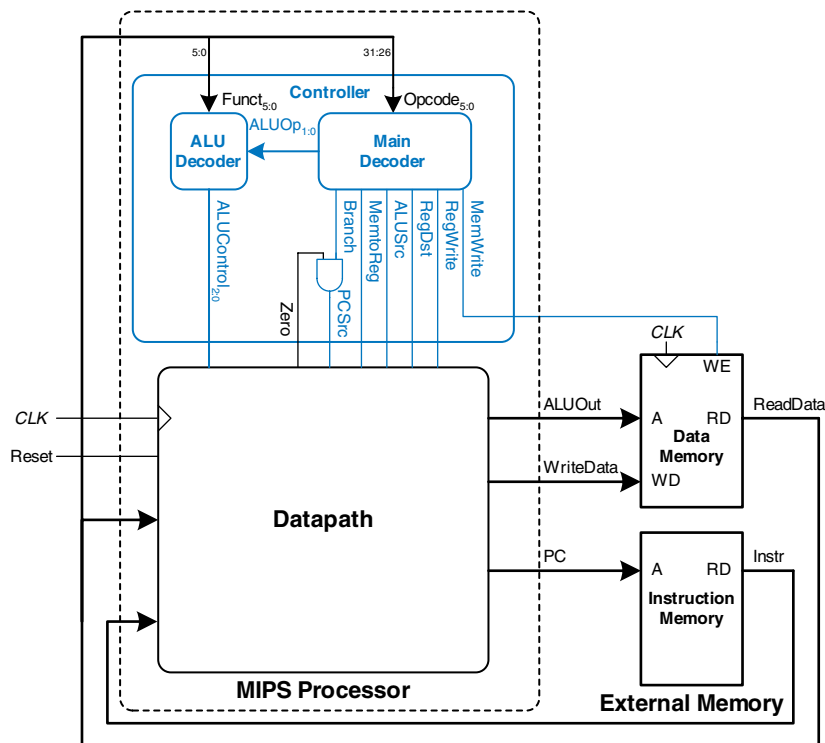 5:0
31:26
Controller
Funct5:0
Opcode5:0
ALUOp1:0
ALU
Decoder
Main
Decoder
ALUControl2:0
Branch
MemtoReg
ALUSrc
RegDst
RegWrite
MemWrite
Zero
PCSrc
CLK
WE
CLK
ALUOut
A
RD
ReadData
Reset
Data
Memory
WriteData
WD
Datapath
PC
A
RD
Instr
Instruction
Memory
MIPS Processor
External Memory